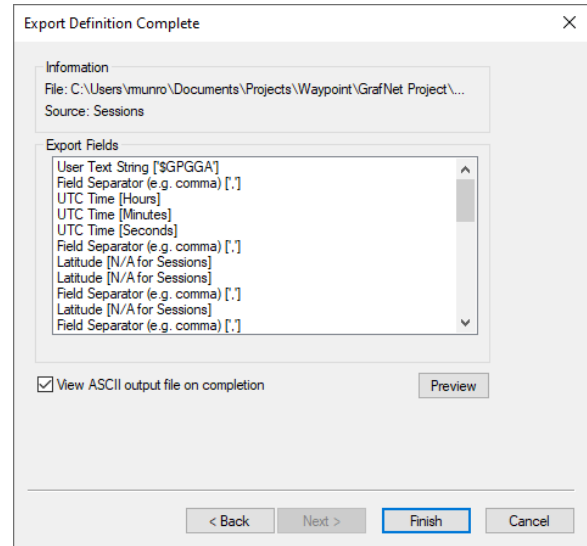 Export Definition Complete
Information
File: C:\Users\rmunro\Documents\Projects\Waypoint\GrafNet Project\...
Source: Sessions
Export Fields
User Text String ['$GPGGA']
Field Separator (e.g. comma) [',']
UTC Time [Hours]
UTC Time [Minutes]
UTC Time [Seconds]
Field Separator (e.g. comma) [',']
Latitude [N/A for Sessions]
Latitude [N/A for Sessions]
Field Separator (e.g. comma) [',']
Latitude [N/A for Sessions]
Field Separator (e.g. comma) [',']
View ASCII output file on completion
Preview
< Back
Next >
Finish
Cancel